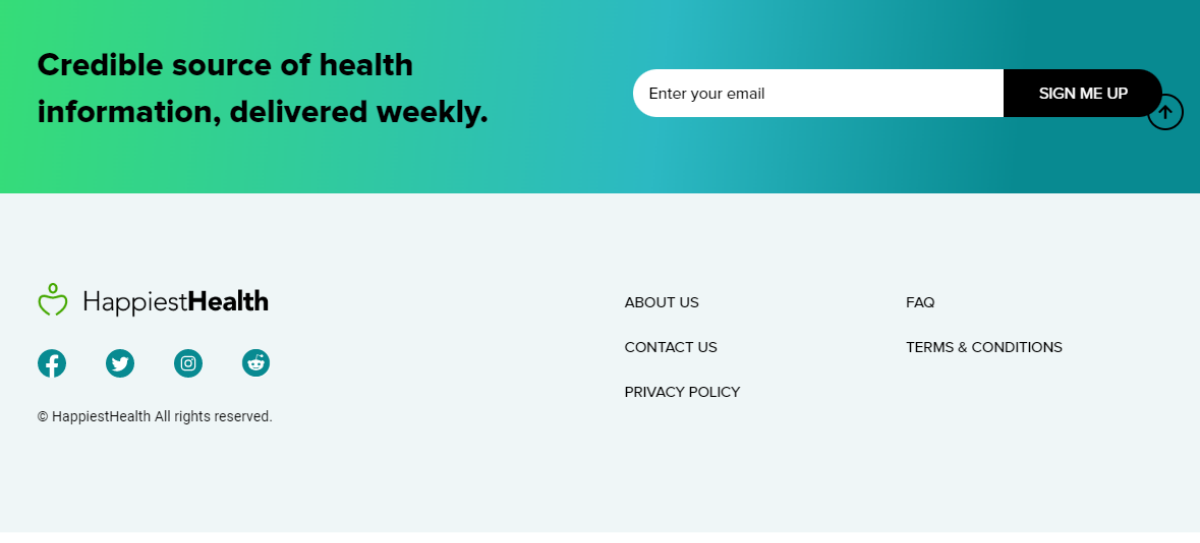 Credible source of health
information, delivered weekly.
Enter your email
SIGN ME UP
HappiestHealth
© HappiestHealth All rights reserved.
ABOUT US
CONTACT US
PRIVACY POLICY
FAQ
TERMS & CONDITIONS